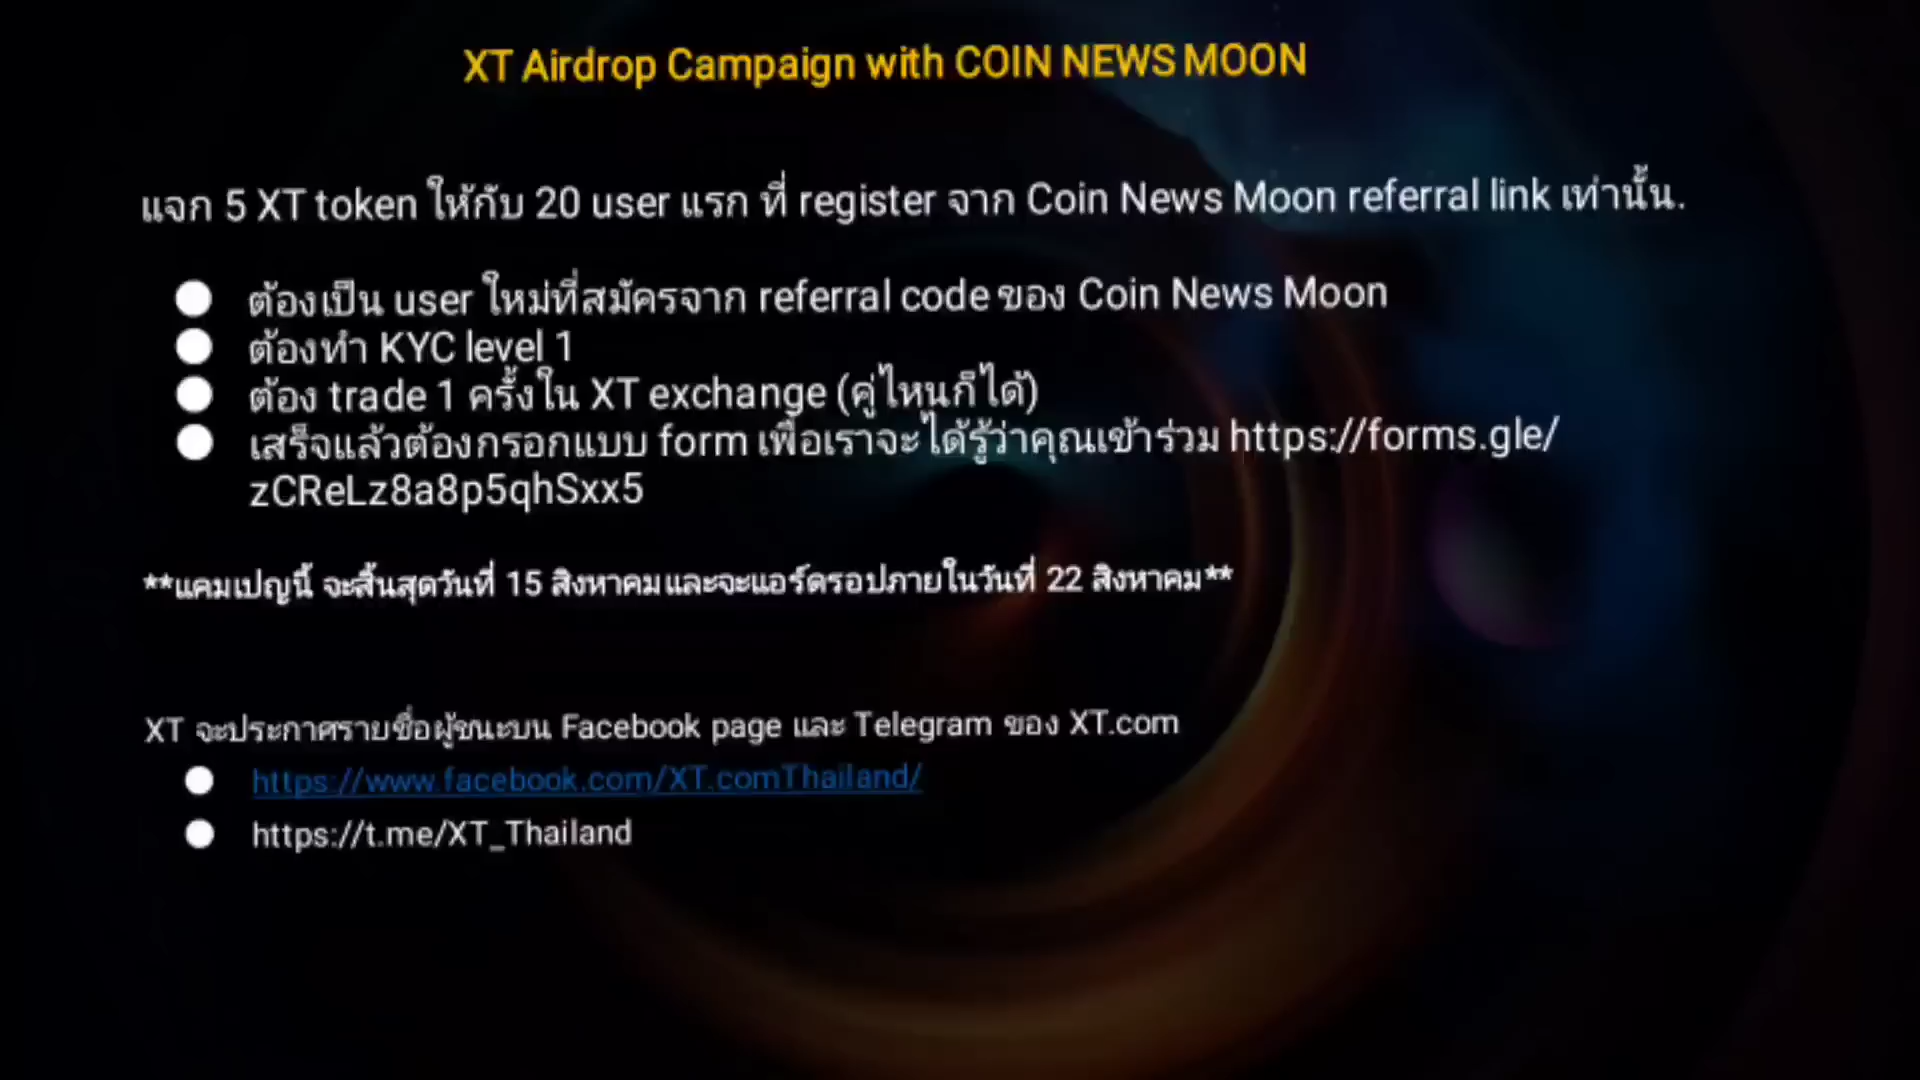 XT Airdrop Campaign with COIN NEWS MOON
แจก 5 XT token ให้กับ 20 user แรก ที่ register จาก Coin News Moon referral link เท่านั้น.
ต้องเป็น user ใหม่ที่สมัครจาก referral code ของ Coin News Moon
ต้องทำ KYC level 1
ต้อง trade 1 ครั้งใน XT exchange (คู่ไหนก็ได้)
เสร็จแล้วต้องกรอกแบบ form เพื่อเราจะได้รู้ว่าคุณเข้าร่วม https://forms.gle/
zCReLz8a8p5qhSxx5
**แคมเปญนี้ จะสิ้นสุดวันที่ 15 สิงหาคมและจะแอร์ดรอปภายในวันที่ 22 สิงหาคม**
XT จะประกาศรายชื่อผู้ชนะบน Facebook page และ Telegram ของ XT.com
https://www.facebook.com/XT.comThailand/
https://t.me/XT_Thailand